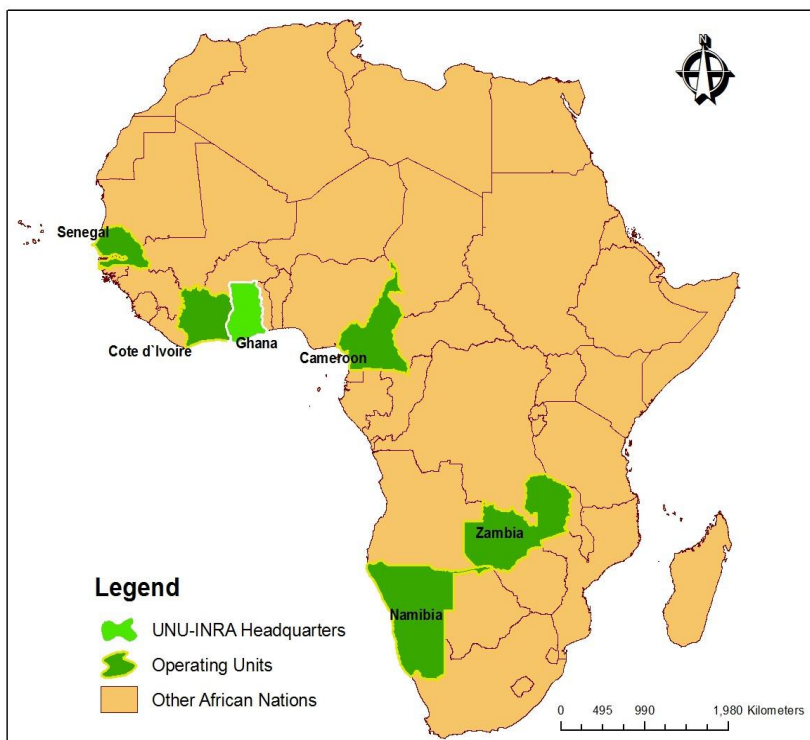 N
Senegal
Cote d`Ivoire
Ghana
Cameroon
Zambia
Namibia
Legend
UNU-INRA Headquarters
Operating Units
Other African Nations
0 495 990 1,980 Kilometers